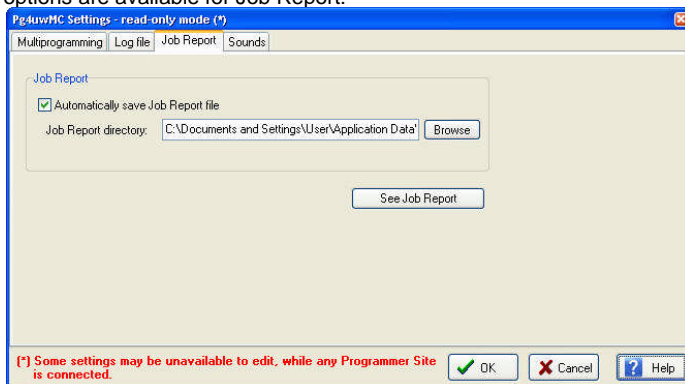 options are available for Job Report:
Pg4uwMC Settings - read-only mode (*)
Multiprogramming Log file Job Report Sounds
Job Report
Automatically save Job Report file
Job Report directory: C:\Documents and Settings\User\Application Data\ Browse
See Job Report
(*) Some settings may be unavailable to edit, while any Programmer Site
is connected.
OK Cancel ? Help